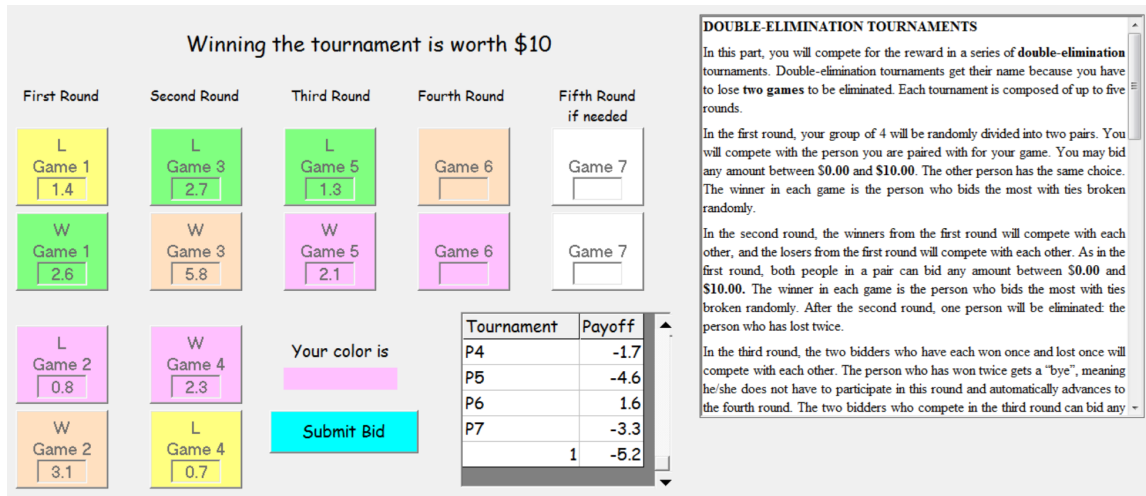 Winning the tournament is worth $10
First Round
Second Round
Third Round
Fourth Round
Fifth Round
if needed
L
Game 1
1.4
L
Game 3
2.7
L
Game 5
1.3
Game 6
Game 7
W
Game 1
2.6
W
Game 3
5.8
W
Game 5
2.1
Game 6
Game 7
L
Game 2
0.8
W
Game 4
2.3
W
Game 2
3.1
L
Game 4
0.7
Your color is
Submit Bid
Tournament Payoff
P4 -1.7
P5 -4.6
P6 1.6
P7 -3.3
1 -5.2
DOUBLE-ELIMINATION TOURNAMENTS
In this part, you will compete for the reward in a series of double-elimination
tournaments. Double-elimination tournaments get their name because you have
to lose two games to be eliminated. Each tournament is composed of up to five
rounds.
In the first round, your group of 4 will be randomly divided into two pairs. You
will compete with the person you are paired with for your game. You may bid
any amount between $0.00 and $10.00. The other person has the same choice.
The winner in each game is the person who bids the most with ties broken
randomly.
In the second round, the winners from the first round will compete with each
other, and the losers from the first round will compete with each other. As in the
first round, both people in a pair can bid any amount between $0.00 and
$10.00. The winner in each game is the person who bids the most with ties
broken randomly. After the second round, one person will be eliminated: the
person who has lost twice.
In the third round, the two bidders who have each won once and lost once will
compete with each other. The person who has won twice gets a “bye”, meaning
he/she does not have to participate in this round and automatically advances to
the fourth round. The two bidders who compete in the third round can bid any